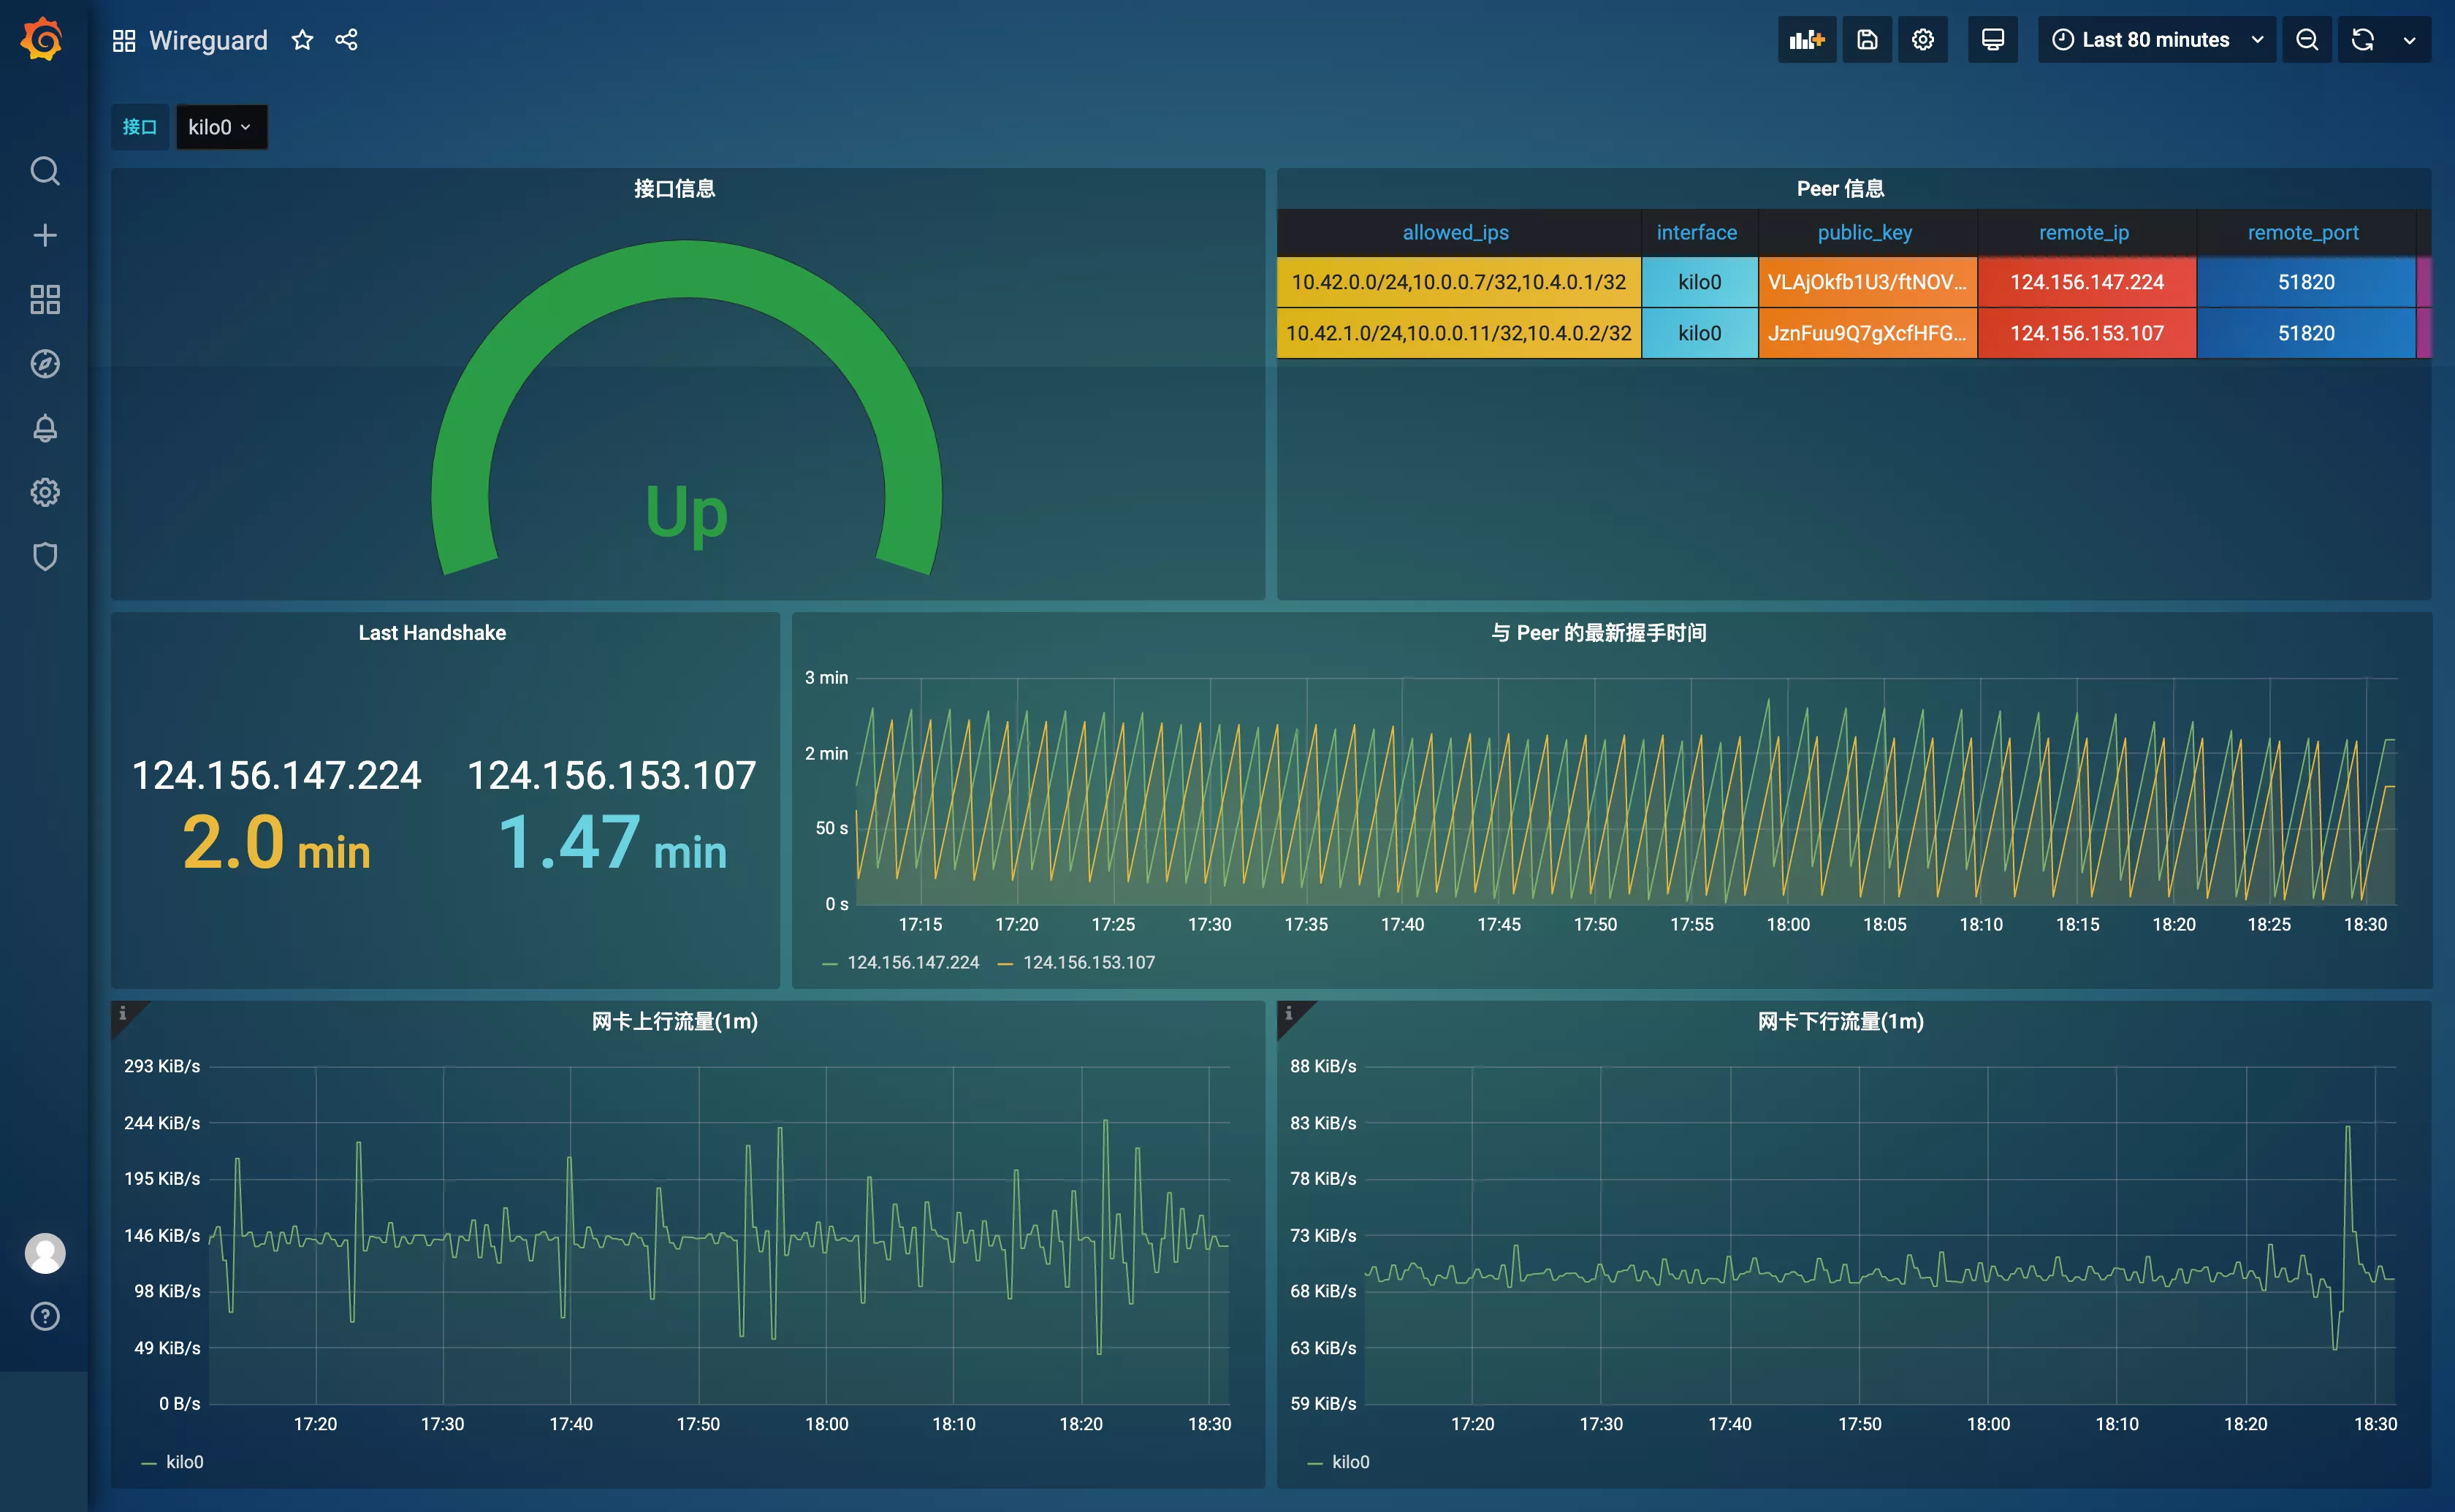 Wireguard
Last 80 minutes
接口 kilo0
接口信息
Up
Peer 信息
allowed_ips interface public_key remote_ip remote_port
10.42.0.0/24,10.0.0.7/32,10.4.0.1/32 kilo0 VLAjOkfb1U3/ftNOV... 124.156.147.224 51820
10.42.1.0/24,10.0.0.11/32,10.4.0.2/32 kilo0 JznFuu9Q7gXcfHFG... 124.156.153.107 51820
Last Handshake
124.156.147.224 124.156.153.107
2.0 min 1.47 min
与 Peer 的最新握手时间
3 min
2 min
50 s
0 s
17:15 17:20 17:25 17:30 17:35 17:40 17:45 17:50 17:55 18:00 18:05 18:10 18:15 18:20 18:25 18:30
124.156.147.224 124.156.153.107
网卡上行流量(1m)
293 KiB/s
244 KiB/s
195 KiB/s
146 KiB/s
98 KiB/s
49 KiB/s
0 B/s
17:20 17:30 17:40 17:50 18:00 18:10 18:20 18:30
kilo0
网卡下行流量(1m)
88 KiB/s
83 KiB/s
78 KiB/s
73 KiB/s
68 KiB/s
63 KiB/s
59 KiB/s
17:20 17:30 17:40 17:50 18:00 18:10 18:20 18:30
kilo0